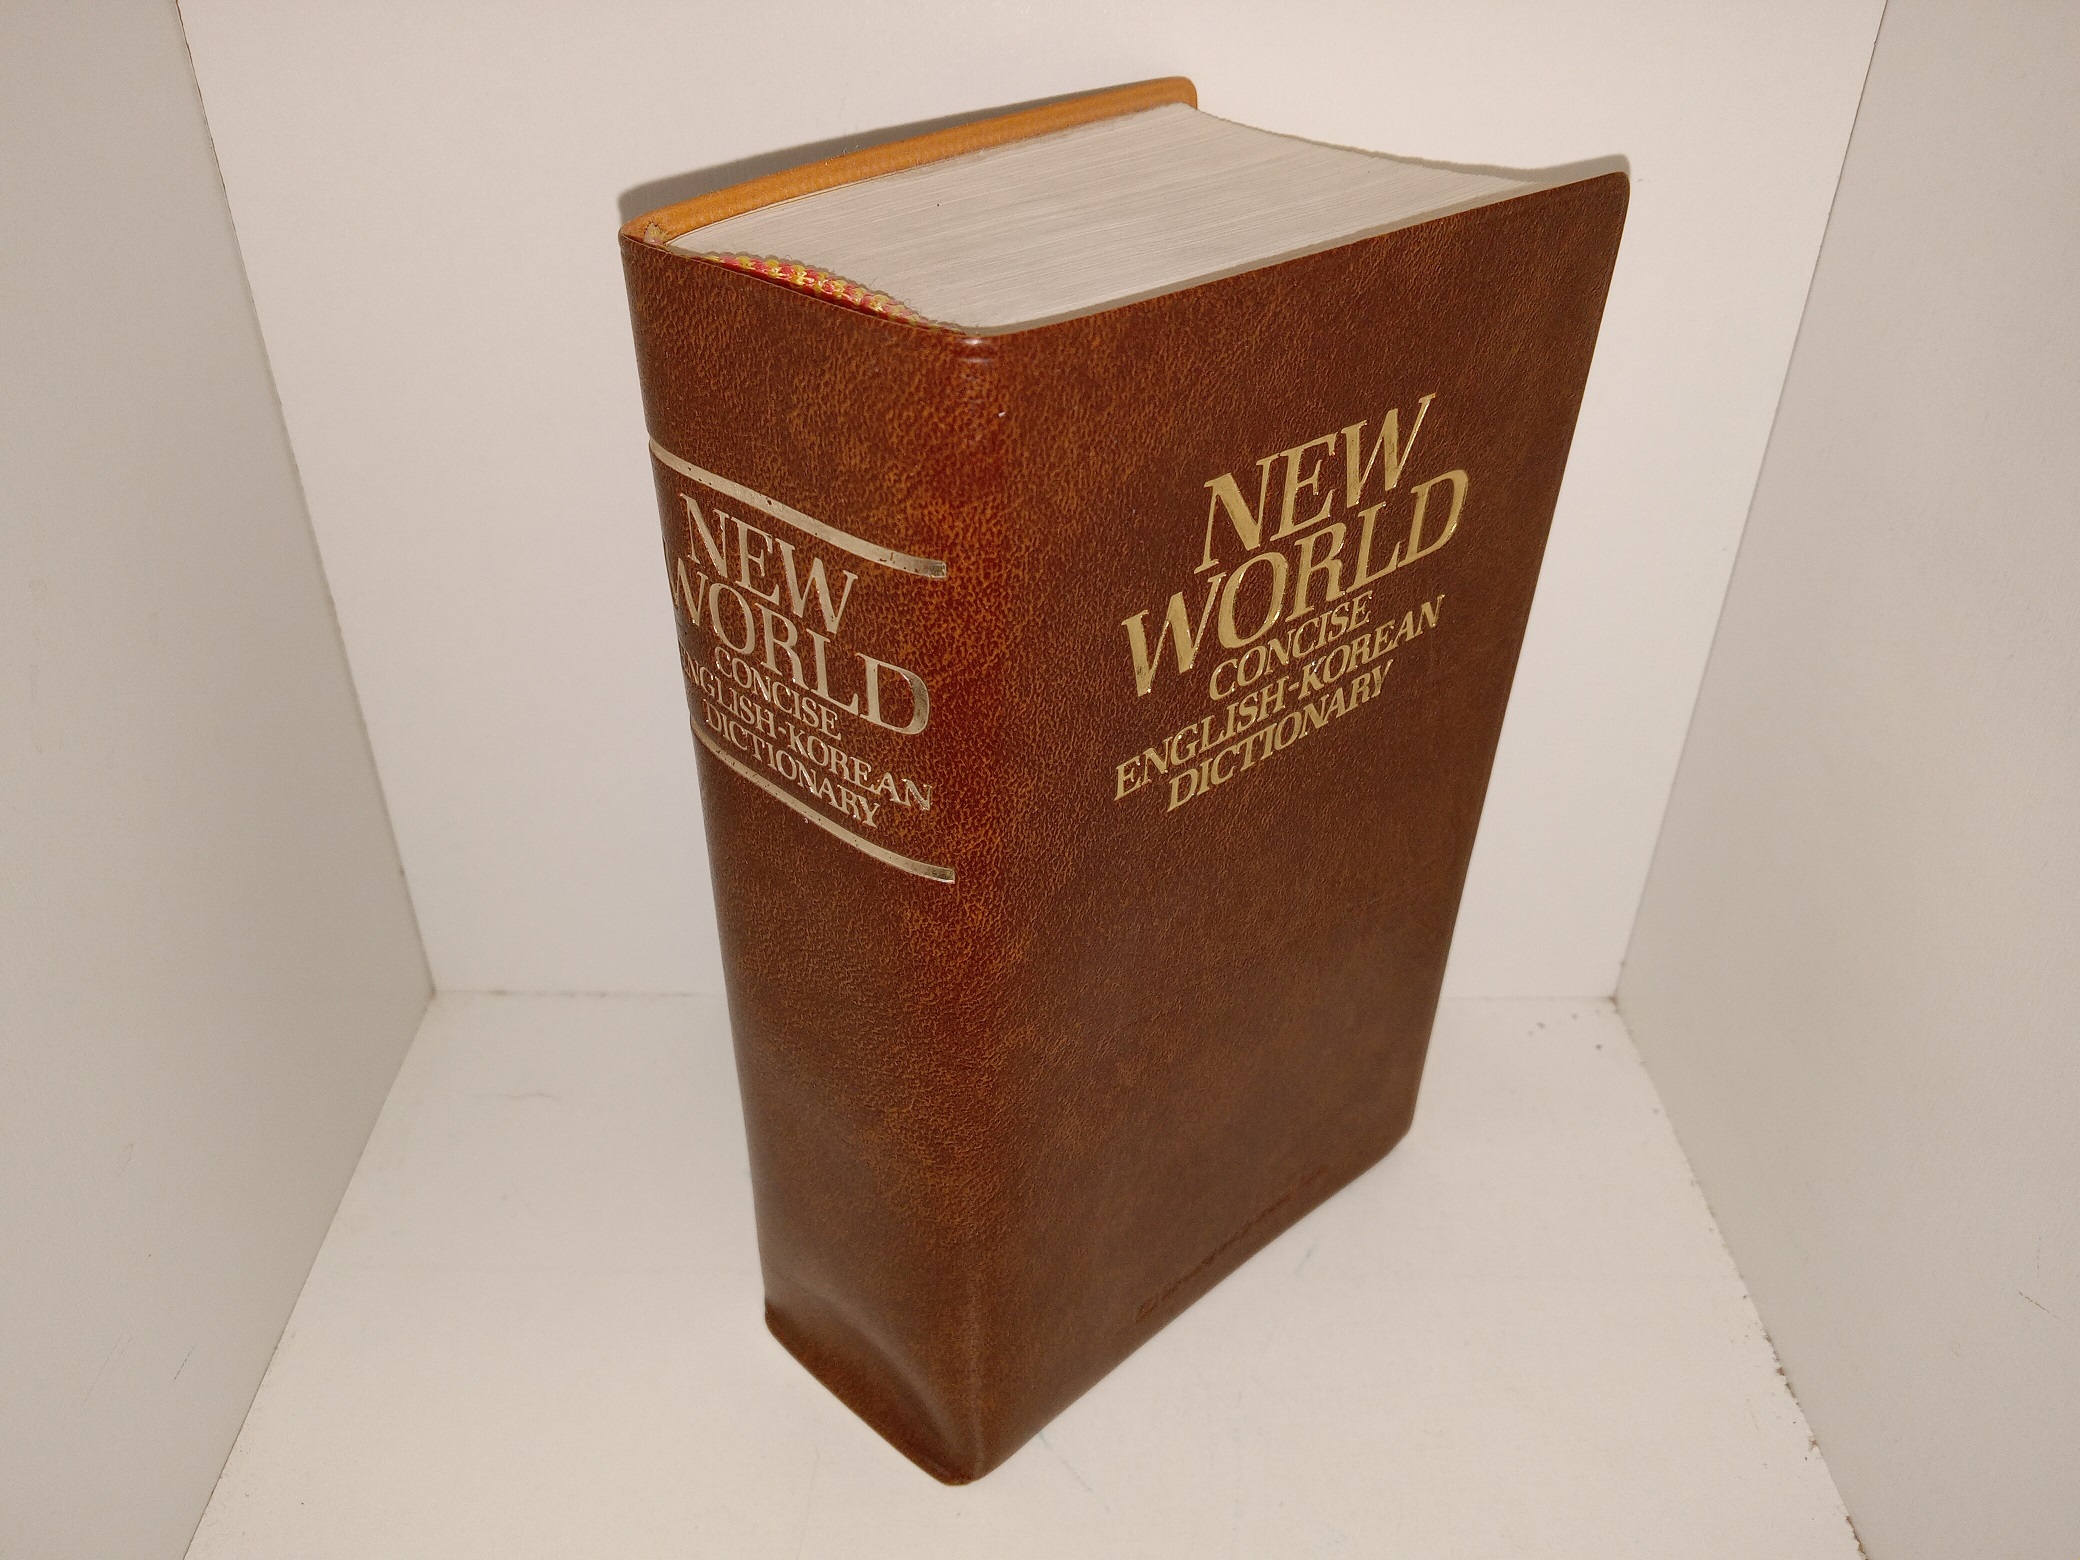 NEW
WORLD
CONCISE
ENGLISH-KOREAN
DICTIONARY
NEW
WORLD
CONCISE
ENGLISH-KOREAN
DICTIONARY